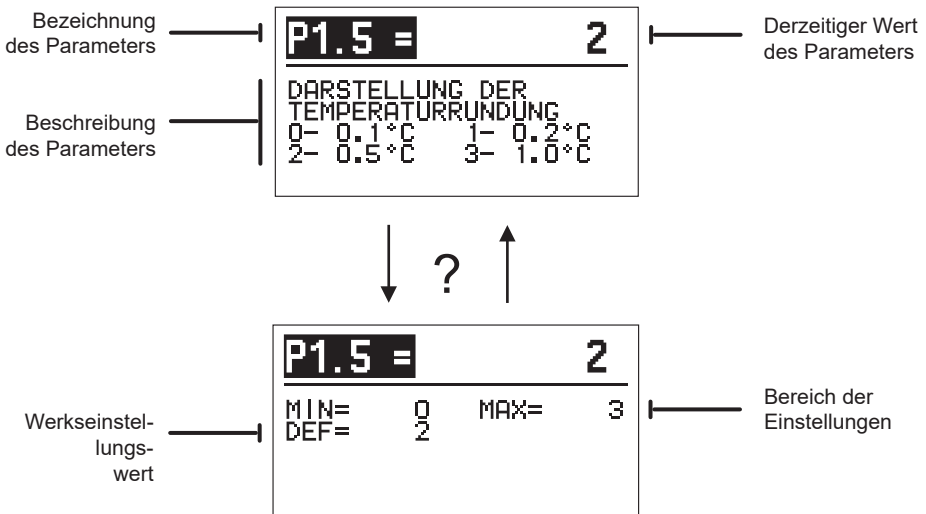 Bezeichnung
des Parameters
P1.5 = 2
Derzeitiger Wert
des Parameters
Beschreibung
des Parameters
DARSTELLUNG DER
TEMPERATURRUNDUNG
0- 0.1°C 1- 0.2°C
2- 0.5°C 3- 1.0°C
?
P1.5 = 2
Werkseinstel-
lungs-
wert
MIN= 0 MAX= 3
DEF= 2
Bereich der
Einstellungen